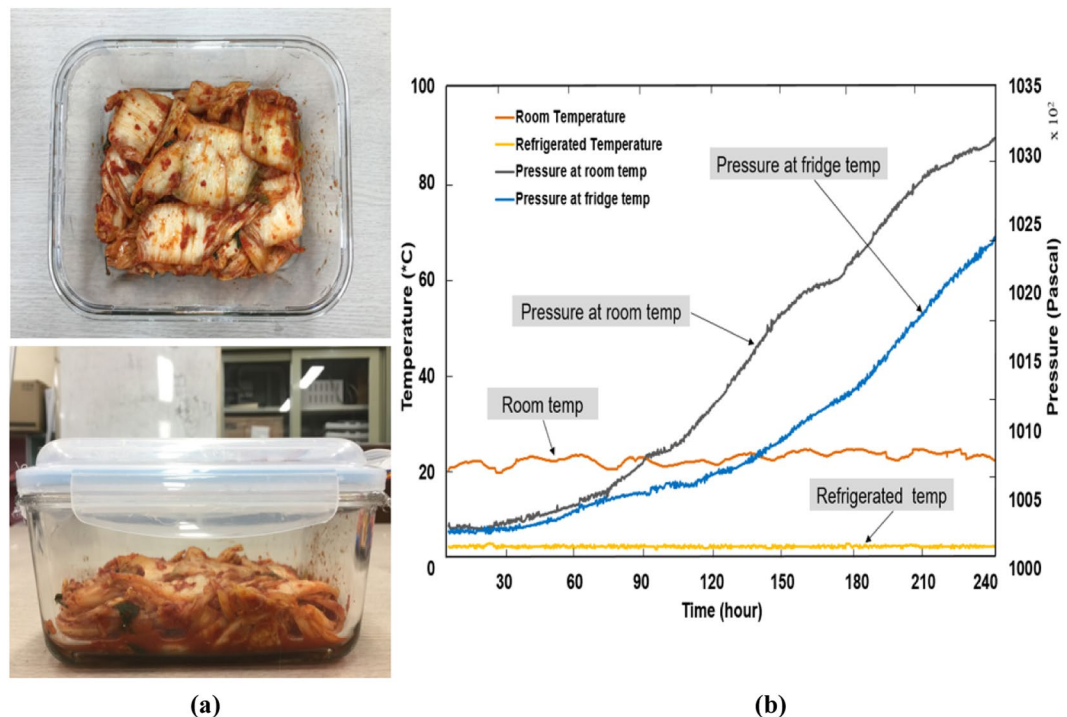 100
80
60
40
20
0
Temperature (*C)
Room Temperature
Refrigerated Temperature
Pressure at room temp
Pressure at fridge temp
Pressure at fridge temp
Pressure at room temp
Room temp
Refrigerated temp
30 60 90 120 150 180 210 240
Time (hour)
1035
1030
1025
1020
1015
1010
1005
1000
x 10²
Pressure (Pascal)
(a)
(b)